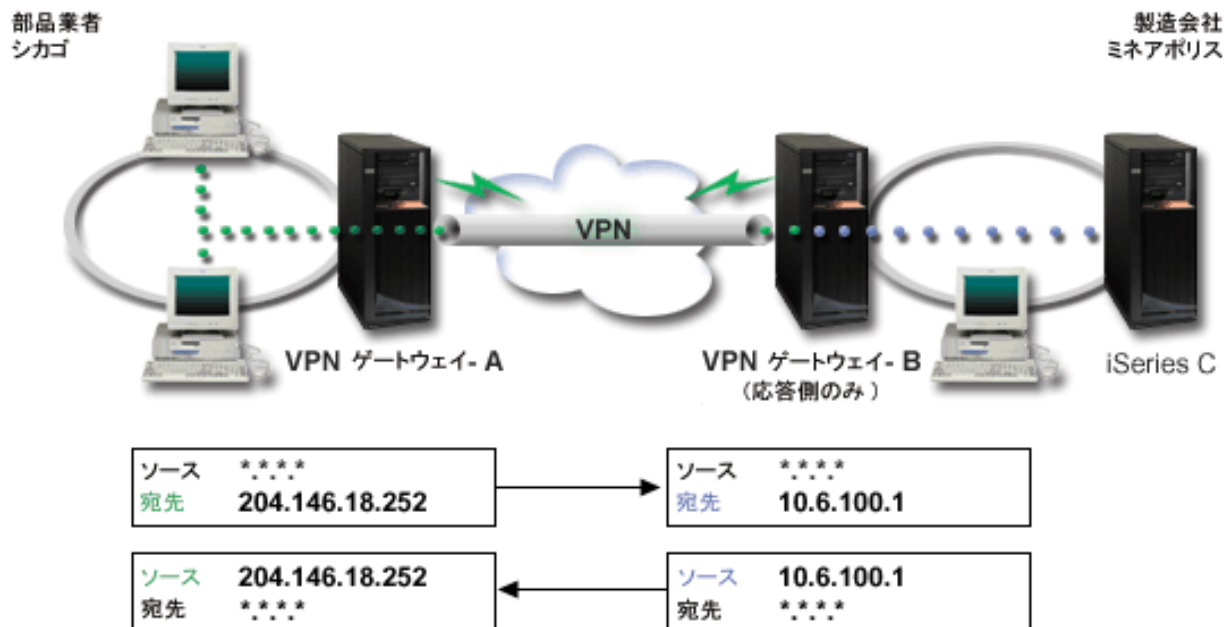 部品業者
シカゴ
製造会社
ミネアポリス
VPN
VPN ゲートウェイ- A
VPN ゲートウェイ- B
（応答側のみ）
iSeries C
ソース *.*.*.*
宛先 204.146.18.252
ソース *.*.*.*
宛先 10.6.100.1
ソース 204.146.18.252
宛先 *.*.*.*
ソース 10.6.100.1
宛先 *.*.*.*